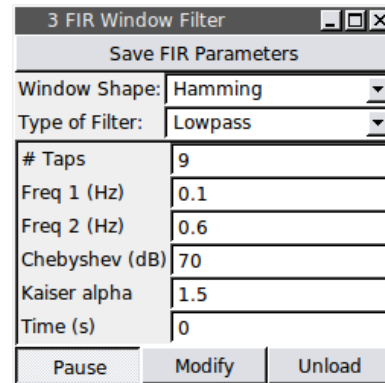 3 FIR Window Filter
Save FIR Parameters
Window Shape: Hamming
Type of Filter: Lowpass
# Taps 9
Freq 1 (Hz) 0.1
Freq 2 (Hz) 0.6
Chebyshev (dB) 70
Kaiser alpha 1.5
Time (s) 0
Pause Modify Unload